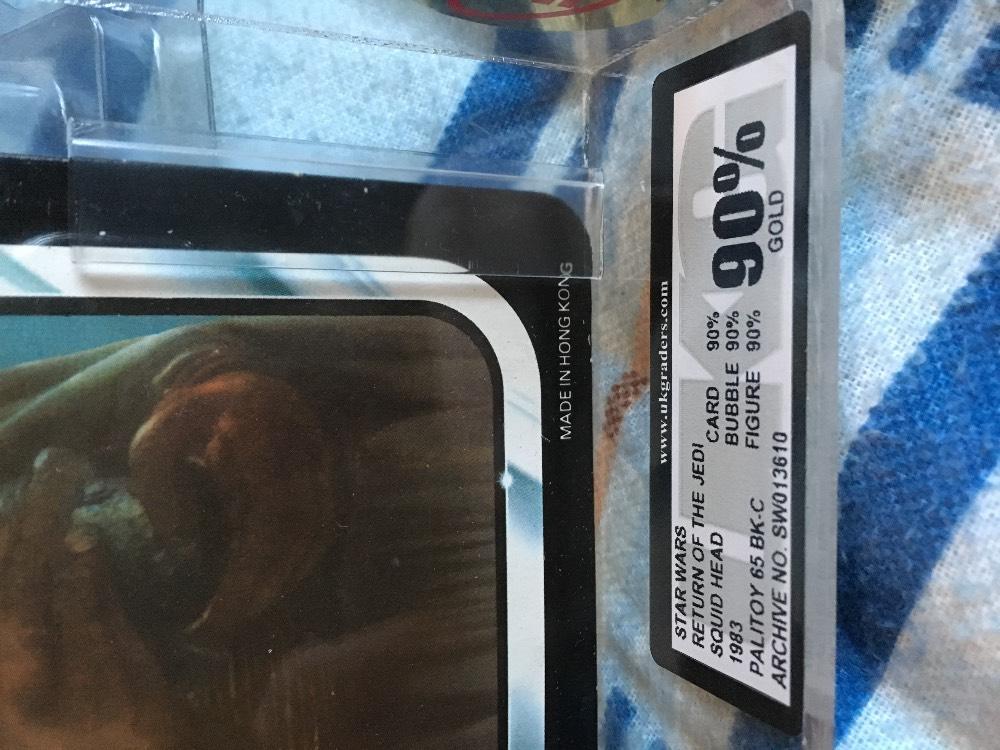 MADE IN HONG KONG
www.ukgraders.com
STAR WARS
RETURN OF THE JEDI
SQUID HEAD
1983
PALITOY 65 BK-C
ARCHIVE NO. SW013610
CARD 90%
BUBBLE 90%
FIGURE 90%
90%
GOLD